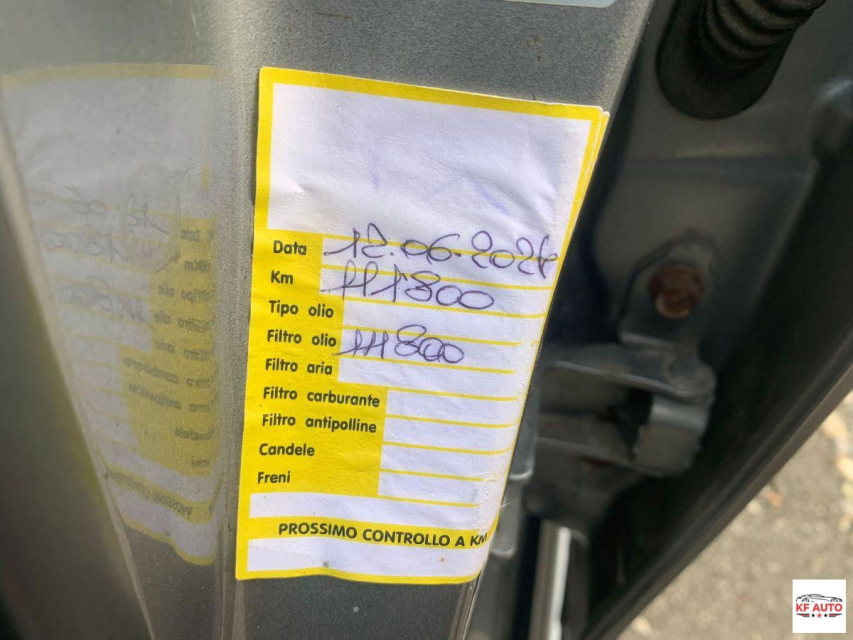 Data 12.06.2024
Km 111800
Tipo olio
Filtro olio 111800
Filtro aria
Filtro carburante
Filtro antipolline
Candele
Freni
PROSSIMO CONTROLLO A KM
KF AUTO